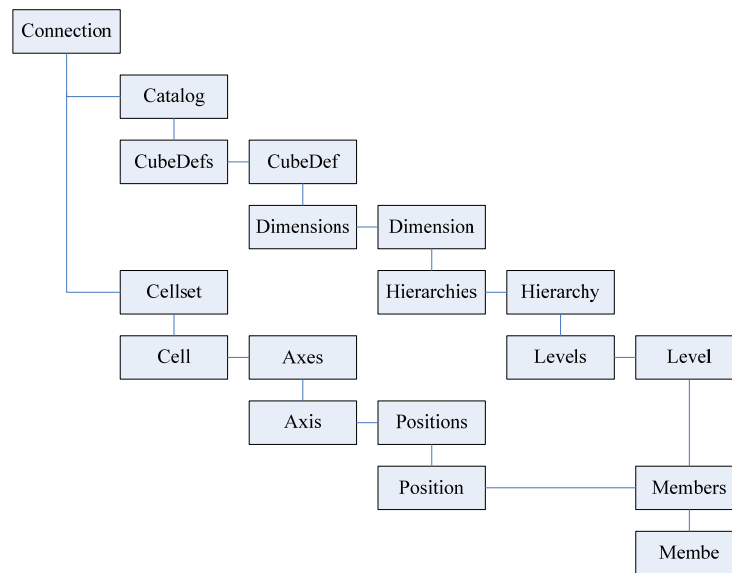 Connection
Catalog
CubeDefs
CubeDef
Dimensions
Dimension
Cellset
Hierarchies
Hierarchy
Cell
Axes
Levels
Level
Axis
Positions
Position
Members
Membe